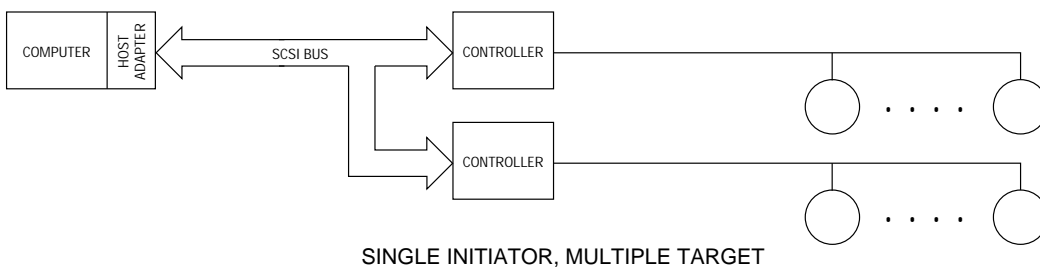 COMPUTER
HOST
ADAPTER
SCSI BUS
CONTROLLER
CONTROLLER
SINGLE INITIATOR, MULTIPLE TARGET